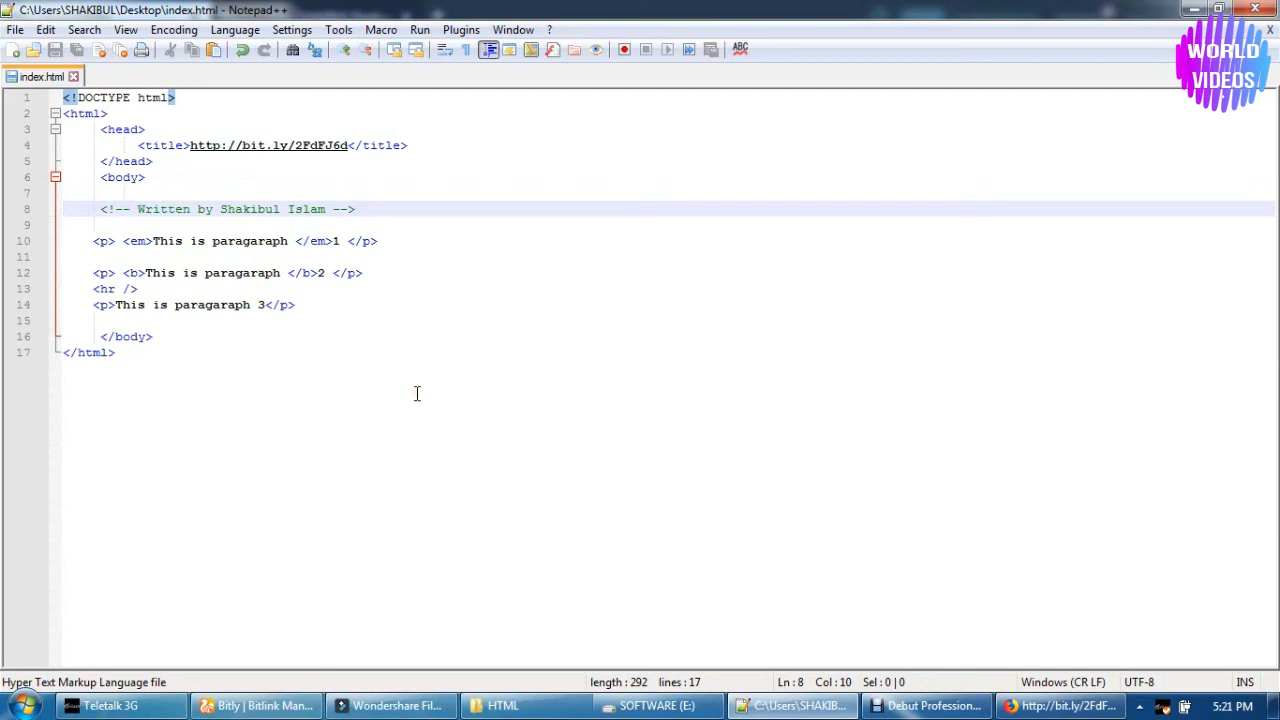 C:\Users\SHAKIBUL\Desktop\index.html - Notepad++
File Edit Search View Encoding Language Settings Tools Macro Run Plugins Window ? X
ABC
WORLD
VIDEOS
index.html
1 <!DOCTYPE html>
2 <html>
3 <head>
4 <title>http://bit.ly/2FdFJ6d</title>
5 </head>
6 <body>
7
8 <!-- Written by Shakibul Islam -->
9
10 <p> <em>This is paragaraph </em>1 </p>
11
12 <p> <b>This is paragaraph </b>2 </p>
13 <hr />
14 <p>This is paragaraph 3</p>
15
16 </body>
17 </html>
Hyper Text Markup Language file length : 292 lines : 17 Ln : 8 Col : 10 Sel : 0 | 0 Windows (CR LF) UTF-8 INS
Teletalk 3G Bitly | Bitlink Man... Wondershare Fil... HTML SOFTWARE (E:) C:\Users\SHAKIB... Debut Profession... http://bit.ly/2FdF... 5:21 PM